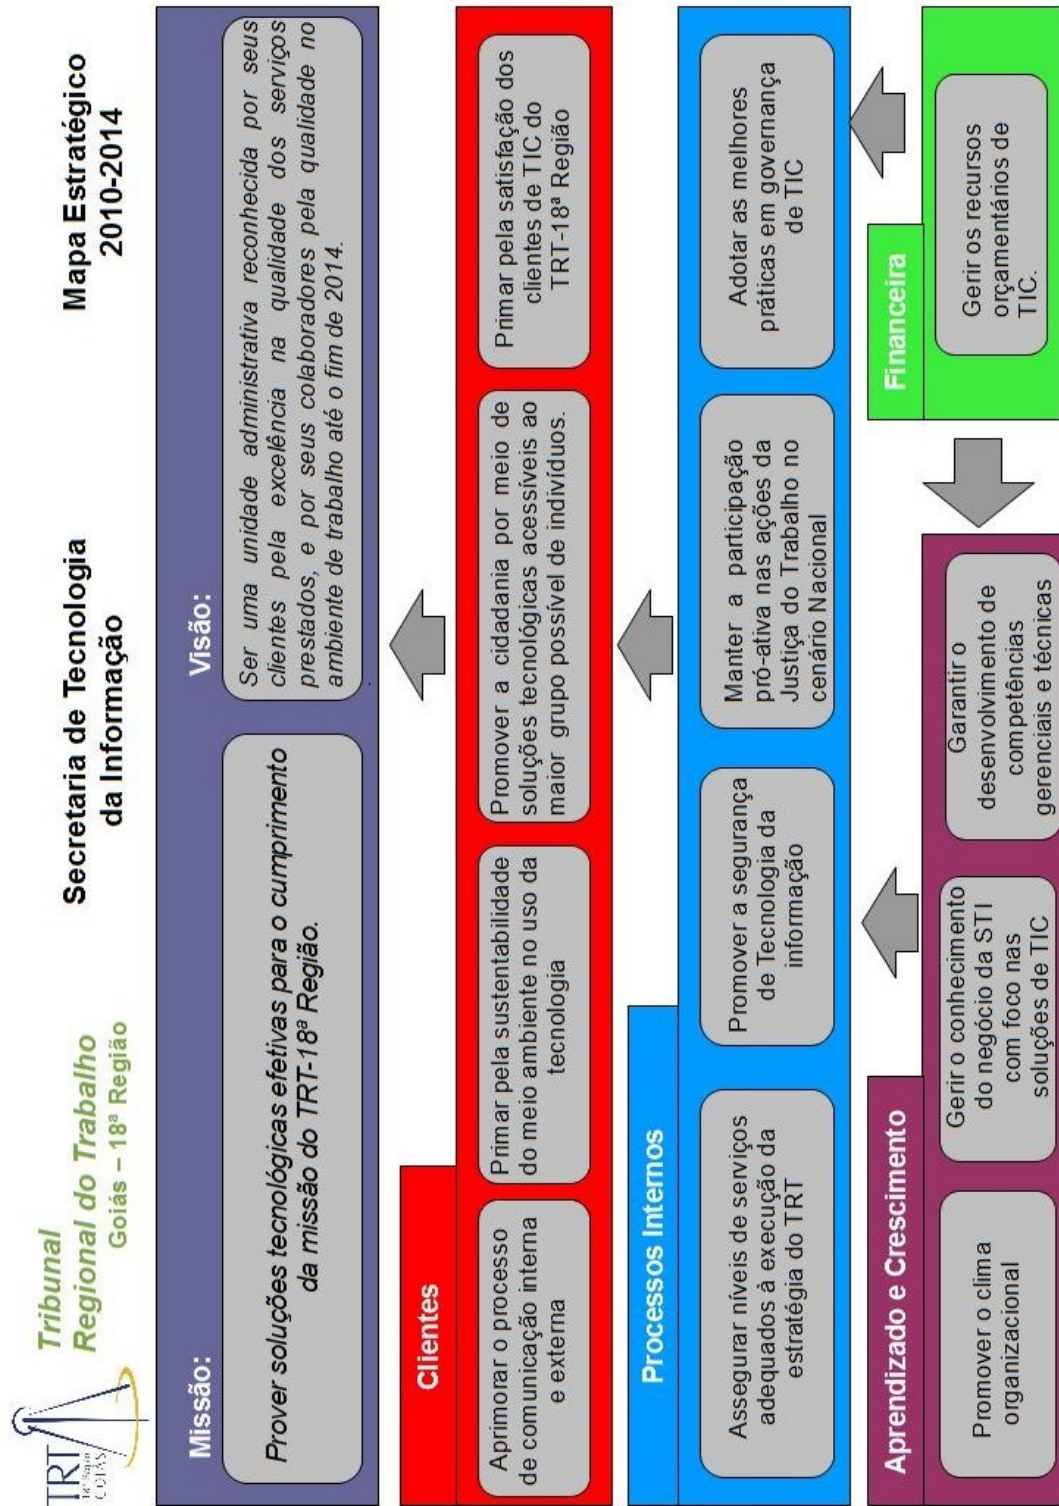 TRT
18ª Região
GOIÁS
Tribunal
Regional do Trabalho
Goiás – 18ª Região
Secretaria de Tecnologia
da Informação
Mapa Estratégico
2010-2014
Missão:
Prover soluções tecnológicas efetivas para o cumprimento
da missão do TRT-18ª Região.
Visão:
Ser uma unidade administrativa reconhecida por seus
clientes pela excelência na qualidade dos serviços
prestados, e por seus colaboradores pela qualidade no
ambiente de trabalho até o fim de 2014.
Clientes
Aprimorar o processo
de comunicação interna
e externa
Primar pela sustentabilidade
do meio ambiente no uso da
tecnologia
Promover a cidadania por meio de
soluções tecnológicas acessíveis ao
maior grupo possível de indivíduos.
Primar pela satisfação dos
clientes de TIC do
TRT-18ª Região
Processos Internos
Assegurar níveis de serviços
adequados à execução da
estratégia do TRT
Promover a segurança
de Tecnologia da
informação
Manter a participação
pró-ativa nas ações da
Justiça do Trabalho no
cenário Nacional
Adotar as melhores
práticas em governança
de TIC
Aprendizado e Crescimento
Promover o clima
organizacional
Gerir o conhecimento
do negócio da STI
com foco nas
soluções de TIC
Garantir o
desenvolvimento de
competências
gerenciais e técnicas
Financeira
Gerir os recursos
orçamentários de
TIC.